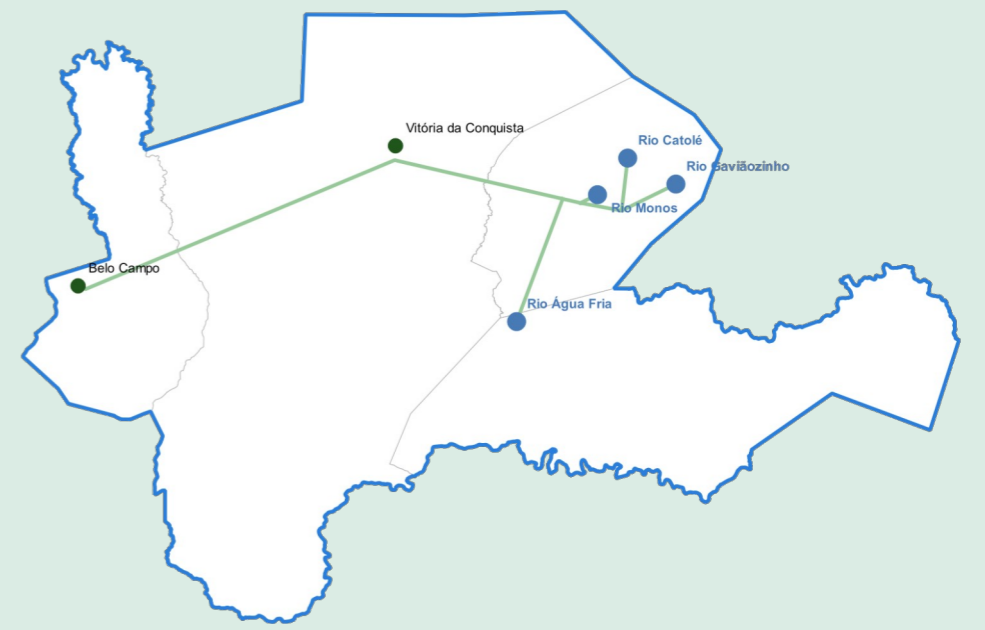 Vitória da Conquista
Rio Catolé
Rio Gaviãozinho
Rio Monos
Belo Campo
Rio Água Fria